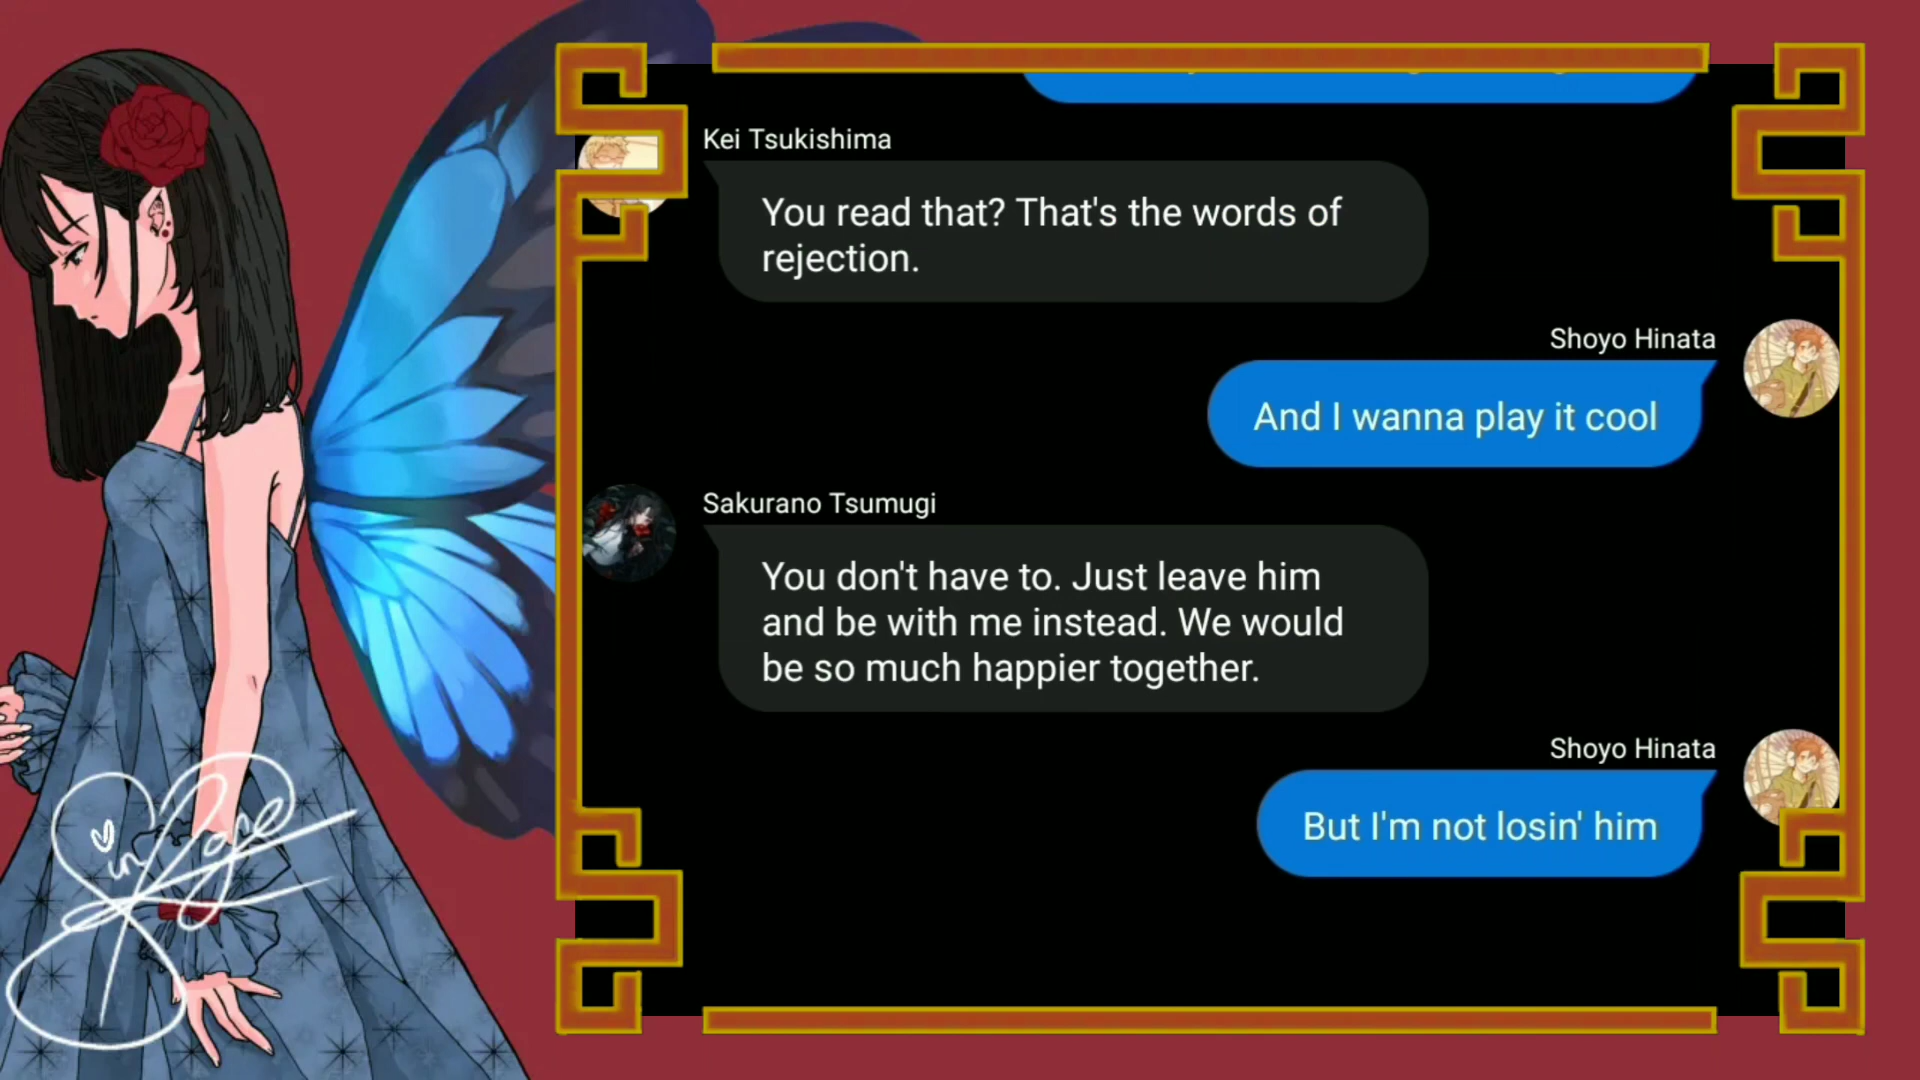 Kei Tsukishima
You read that? That's the words of
rejection.
Shoyo Hinata
And I wanna play it cool
Sakurano Tsumugi
You don't have to. Just leave him
and be with me instead. We would
be so much happier together.
Shoyo Hinata
But I'm not losin' him